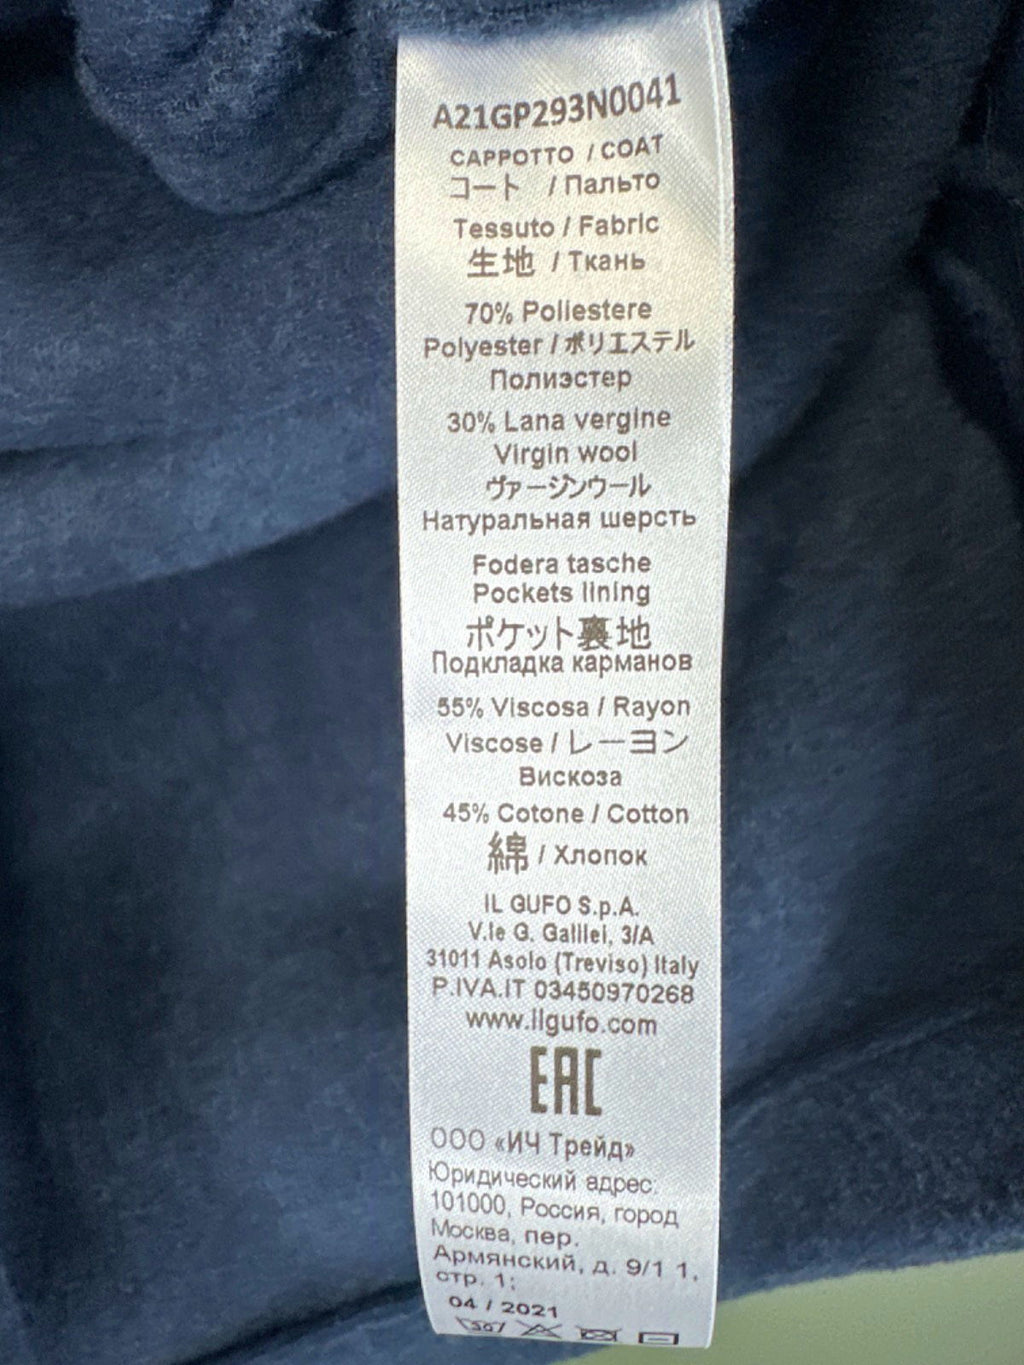 A21GP293N0041
CAPPOTTO / COAT
コート / Пальто
Tessuto / Fabric
生地 / Ткань
70% Poliestere
Polyester / ポリエステル
Полиэстер
30% Lana vergine
Virgin wool
ヴァージンウール
Натуральная шерсть
Fodera tasche
Pockets lining
ポケット裏地
Подкладка карманов
55% Viscosa / Rayon
Viscose / レーヨン
Вискоза
45% Cotone / Cotton
綿 / Хлопок
IL GUFO S.p.A.
V.le G. Galilei, 3/A
31011 Asolo (Treviso) Italy
P.IVA.IT 03450970268
www.ilgufo.com
EAC
ООО «ИЧ Трейд»
Юридический адрес:
101000, Россия, город
Москва, пер.
Армянский, д. 9/1 1,
стр. 1;
04 / 2021
30